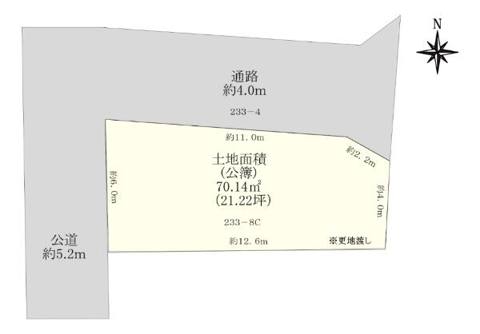 N
通路
約4.0m
233-4
約11.0m
約2.2m
土地面積
(公簿)
70.14㎡
(21.22坪)
約6.0m
約4.0m
233-8C
公道
約5.2m
約12.6m
※更地渡し